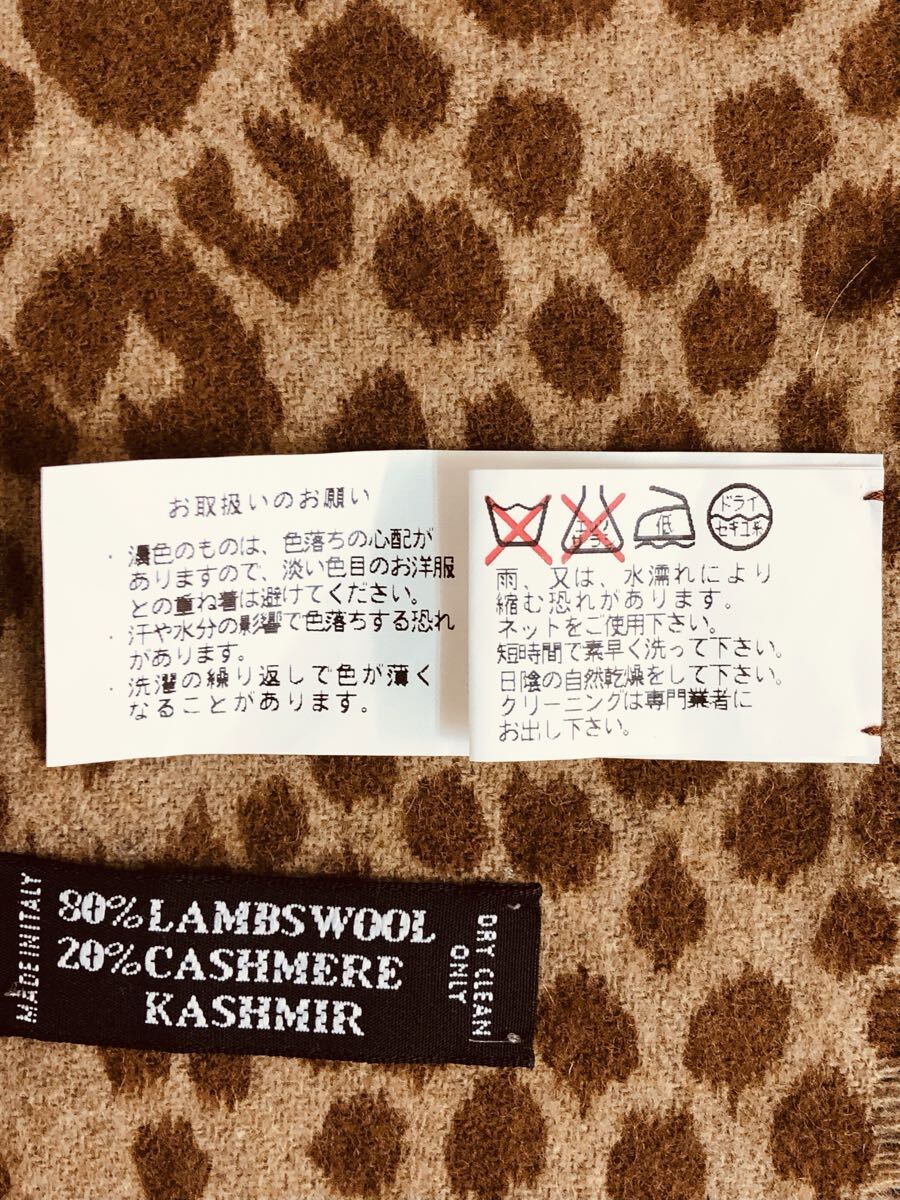 お取扱いのお願い
・濃色のものは、色落ちの心配が
ありますので、淡い色目のお洋服
との重ね着は避けてください。
・汗や水分の影響で色落ちする恐れ
があります。
・洗濯の繰り返しで色が薄く
なることがあります。
エンソ
サラシ
低
ドライ
セキユ系
雨、又は、水濡れにより
縮む恐れがあります。
ネットをご使用下さい。
短時間で素早く洗って下さい。
日陰の自然乾燥をして下さい。
クリーニングは専門業者に
お出し下さい。
MADE IN ITALY
80% LAMBSWOOL
20% CASHMERE
KASHMIR
DRY CLEAN
ONLY